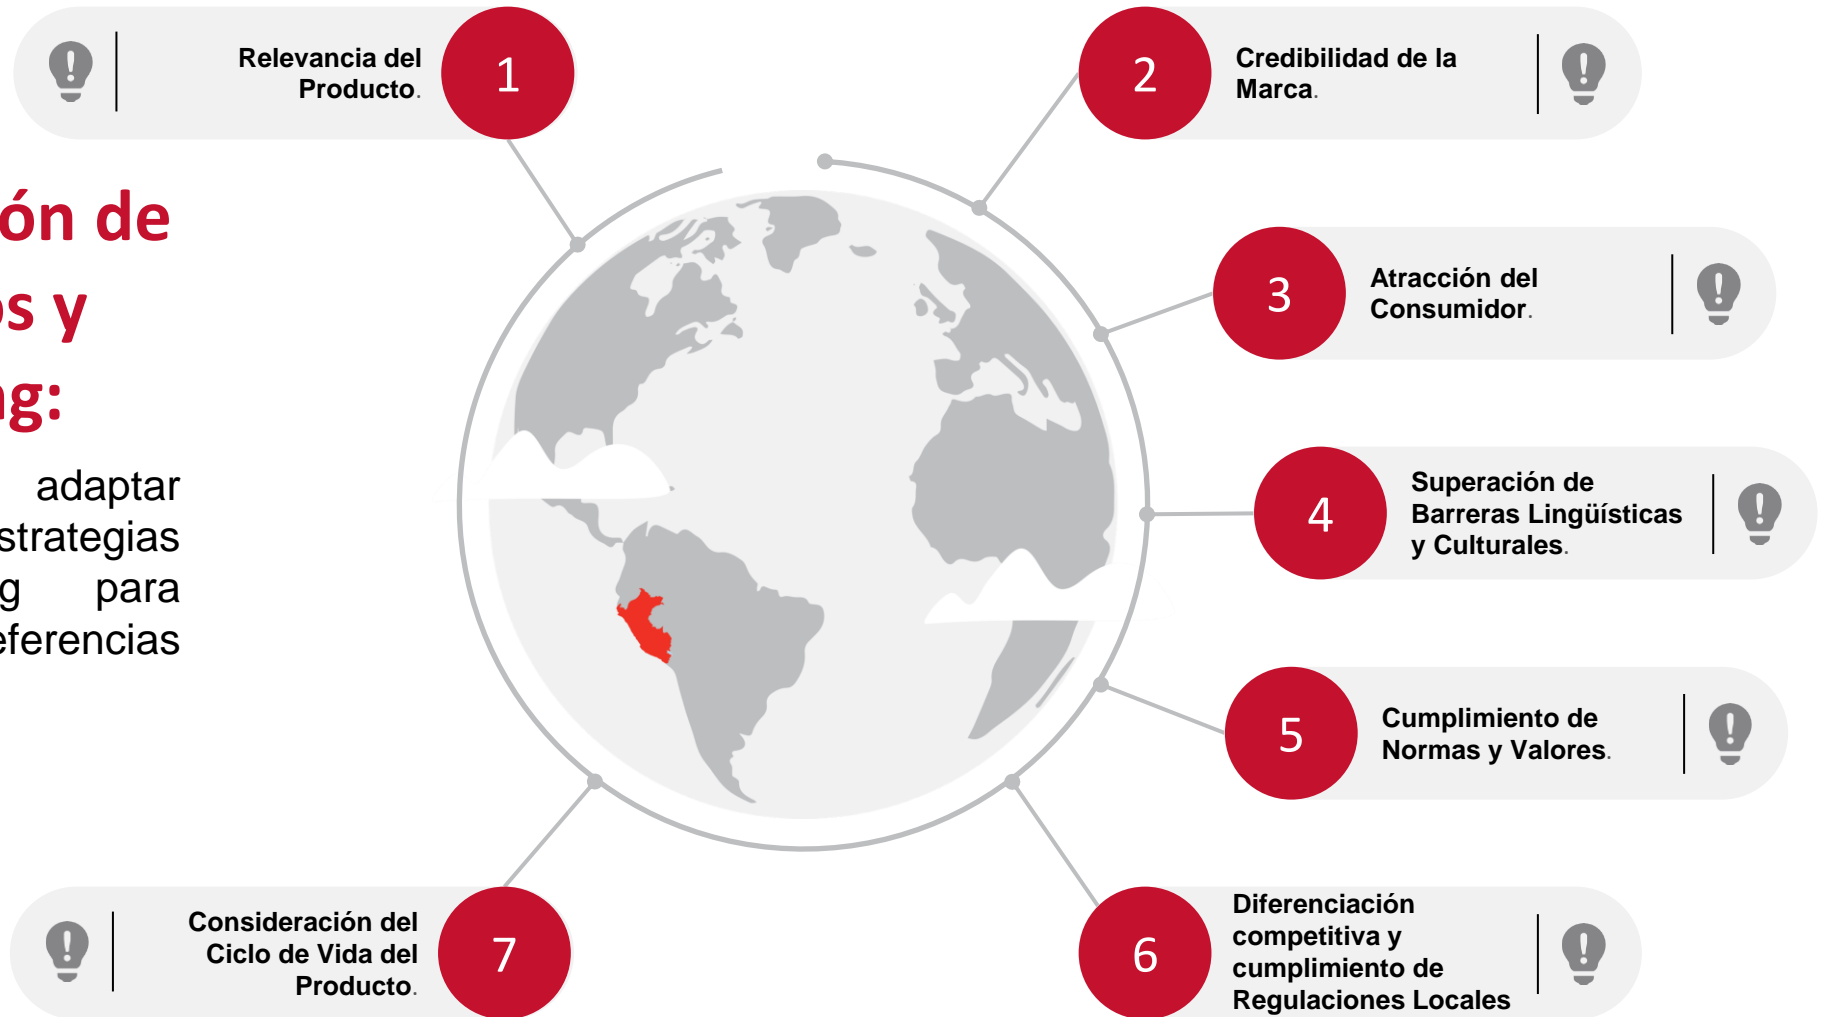 1
Relevancia del
Producto.
2
Credibilidad de la
Marca.
ón de
os y
ng:
adaptar
strategias
g para
eferencias
3
Atracción del
Consumidor.
4
Superación de
Barreras Lingüísticas
y Culturales.
5
Cumplimiento de
Normas y Valores.
6
Diferenciación
competitiva y
cumplimiento de
Regulaciones Locales
7
Consideración del
Ciclo de Vida del
Producto.